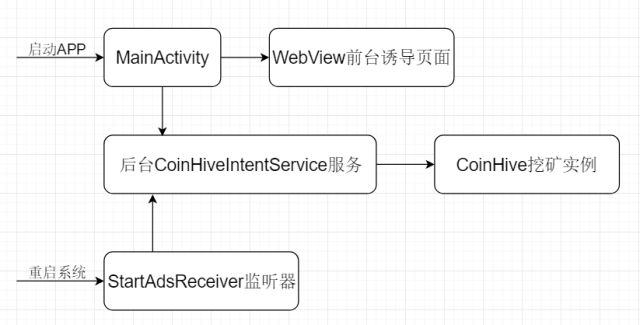 启动APP
MainActivity
WebView前台诱导页面
后台CoinHiveIntentService服务
CoinHive挖矿实例
重启系统
StartAdsReceiver监听器